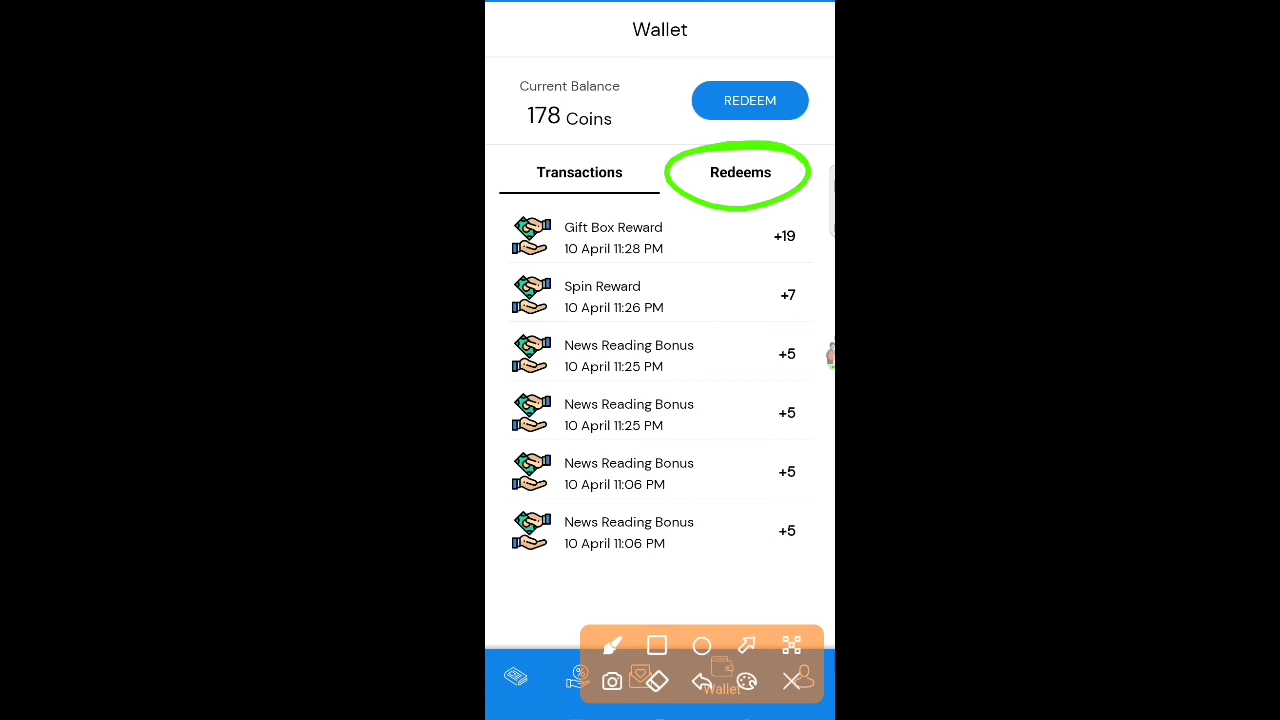 Wallet
Current Balance
178 Coins
REDEEM
Transactions
Redeems
Gift Box Reward
10 April 11:28 PM
+19
Spin Reward
10 April 11:26 PM
+7
News Reading Bonus
10 April 11:25 PM
+5
News Reading Bonus
10 April 11:25 PM
+5
News Reading Bonus
10 April 11:06 PM
+5
News Reading Bonus
10 April 11:06 PM
+5
Wallet